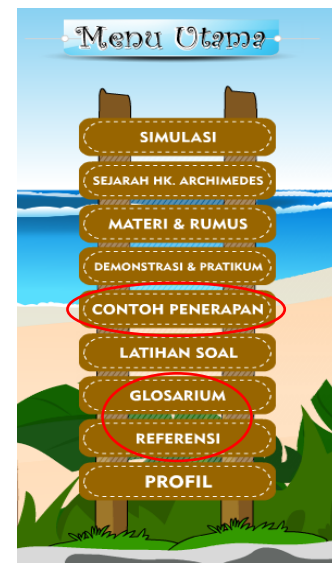 Menu Utama
SIMULASI
SEJARAH HK. ARCHIMEDES
MATERI & RUMUS
DEMONSTRASI & PRATIKUM
CONTOH PENERAPAN
LATIHAN SOAL
GLOSARIUM
REFERENSI
PROFIL